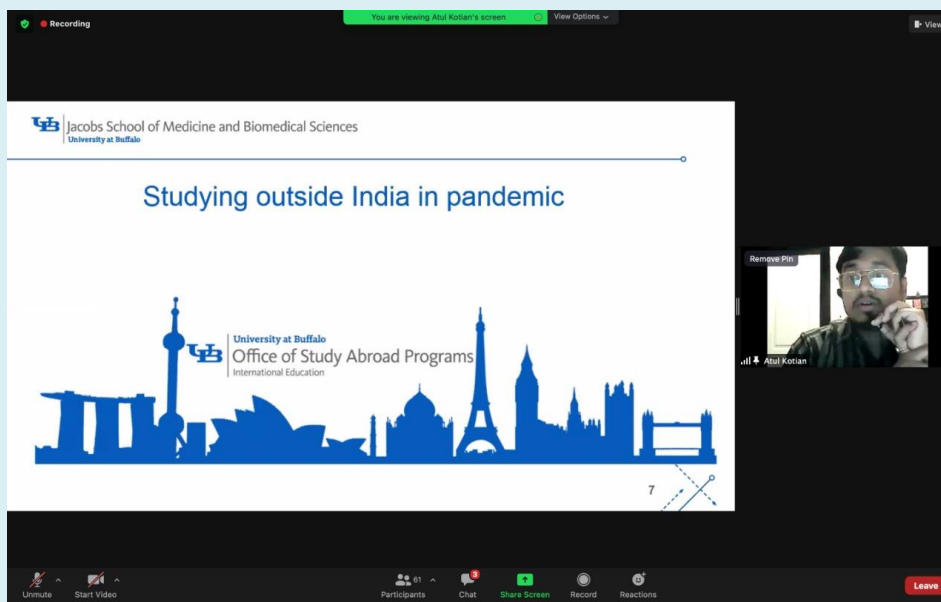 Recording
You are viewing Atul Kotian's screen
View Options
View
UB
Jacobs School of Medicine and Biomedical Sciences
University at Buffalo
Studying outside India in pandemic
UB
University at Buffalo
Office of Study Abroad Programs
International Education
7
Remove Pin
Atul Kotian
Unmute
Start Video
61
Participants
3
Chat
Share Screen
Record
Reactions
Leave